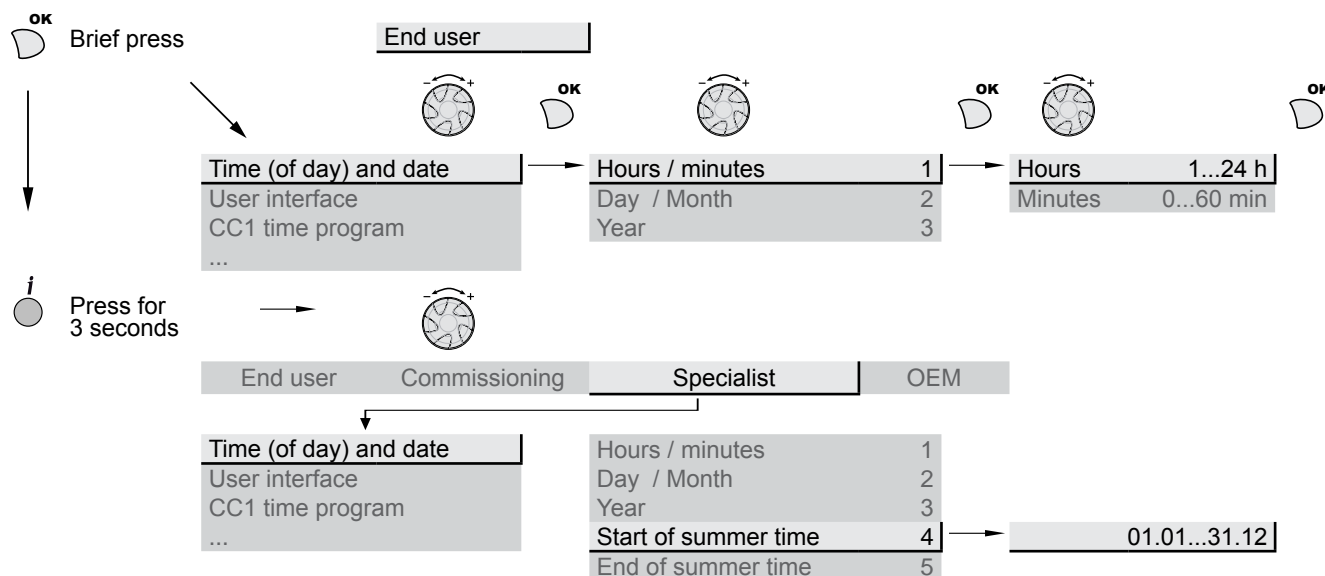 OK
Brief press
End user
OK
OK
OK
Time (of day) and date
Hours / minutes 1
Hours 1...24 h
User interface
Day / Month 2
Minutes 0...60 min
CC1 time program
Year 3
...
i
Press for
3 seconds
- +
End user Commissioning Specialist OEM
Time (of day) and date
Hours / minutes 1
User interface
Day / Month 2
CC1 time program
Year 3
...
Start of summer time 4
01.01...31.12
End of summer time 5